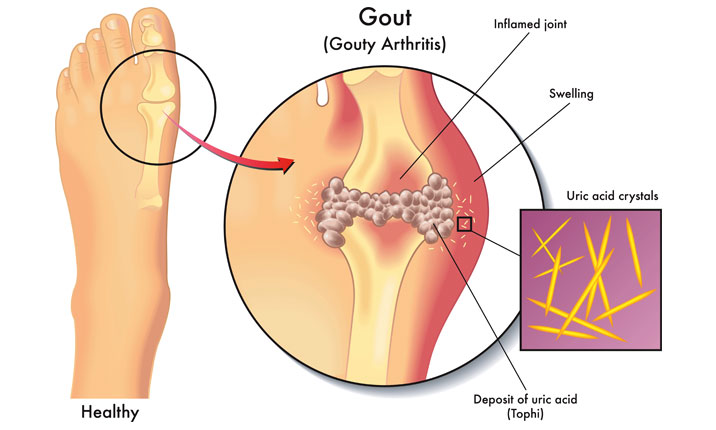 Gout
(Gouty Arthritis)
Inflamed joint
Swelling
Uric acid crystals
Deposit of uric acid
(Tophi)
Healthy